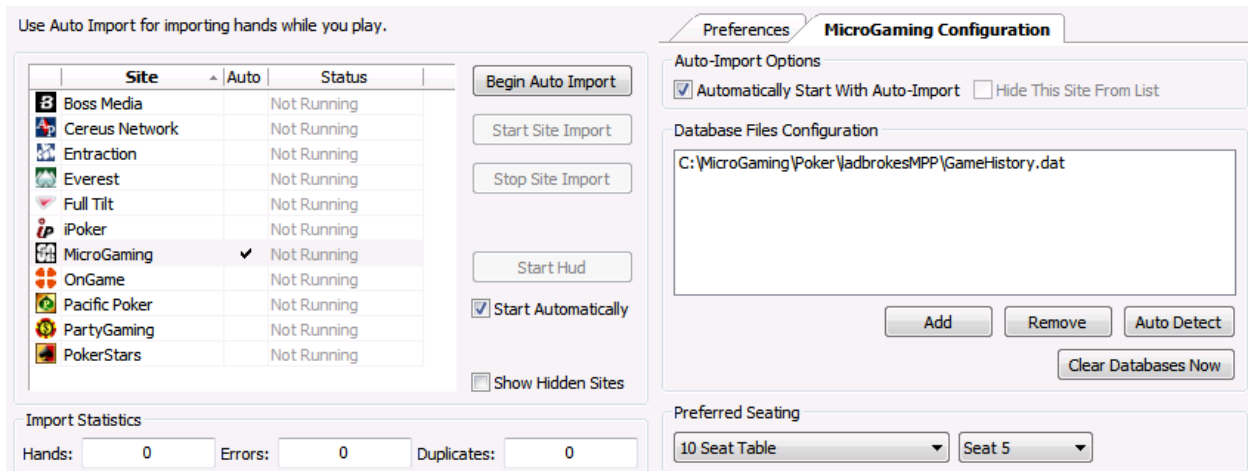 Use Auto Import for importing hands while you play.
Site Auto Status
Boss Media Not Running
Cereus Network Not Running
Entraction Not Running
Everest Not Running
Full Tilt Not Running
iPoker Not Running
MicroGaming ✔ Not Running
OnGame Not Running
Pacific Poker Not Running
PartyGaming Not Running
PokerStars Not Running
Begin Auto Import
Start Site Import
Stop Site Import
Start Hud
Start Automatically
Show Hidden Sites
Import Statistics
Hands: 0 Errors: 0 Duplicates: 0
Preferences MicroGaming Configuration
Auto-Import Options
Automatically Start With Auto-Import Hide This Site From List
Database Files Configuration
C:\MicroGaming\Poker\ladbrokesMPP\GameHistory.dat
Add Remove Auto Detect
Clear Databases Now
Preferred Seating
10 Seat Table Seat 5